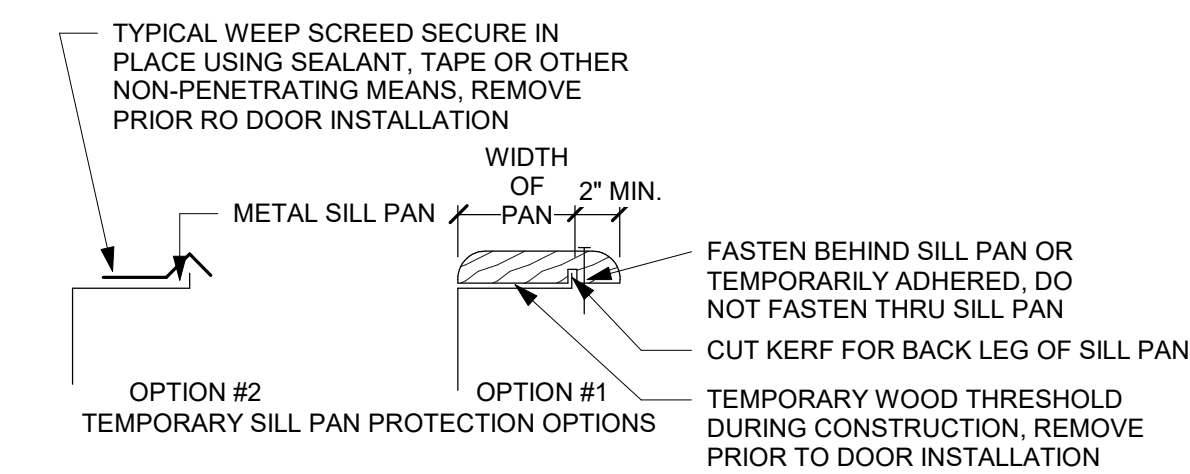 TYPICAL WEEP SCREED SECURE IN
PLACE USING SEALANT, TAPE OR OTHER
NON-PENETRATING MEANS, REMOVE
PRIOR RO DOOR INSTALLATION
WIDTH
OF
PAN
2" MIN.
METAL SILL PAN
FASTEN BEHIND SILL PAN OR
TEMPORARILY ADHERED, DO
NOT FASTEN THRU SILL PAN
CUT KERF FOR BACK LEG OF SILL PAN
TEMPORARY WOOD THRESHOLD
DURING CONSTRUCTION, REMOVE
PRIOR TO DOOR INSTALLATION
OPTION #2
OPTION #1
TEMPORARY SILL PAN PROTECTION OPTIONS